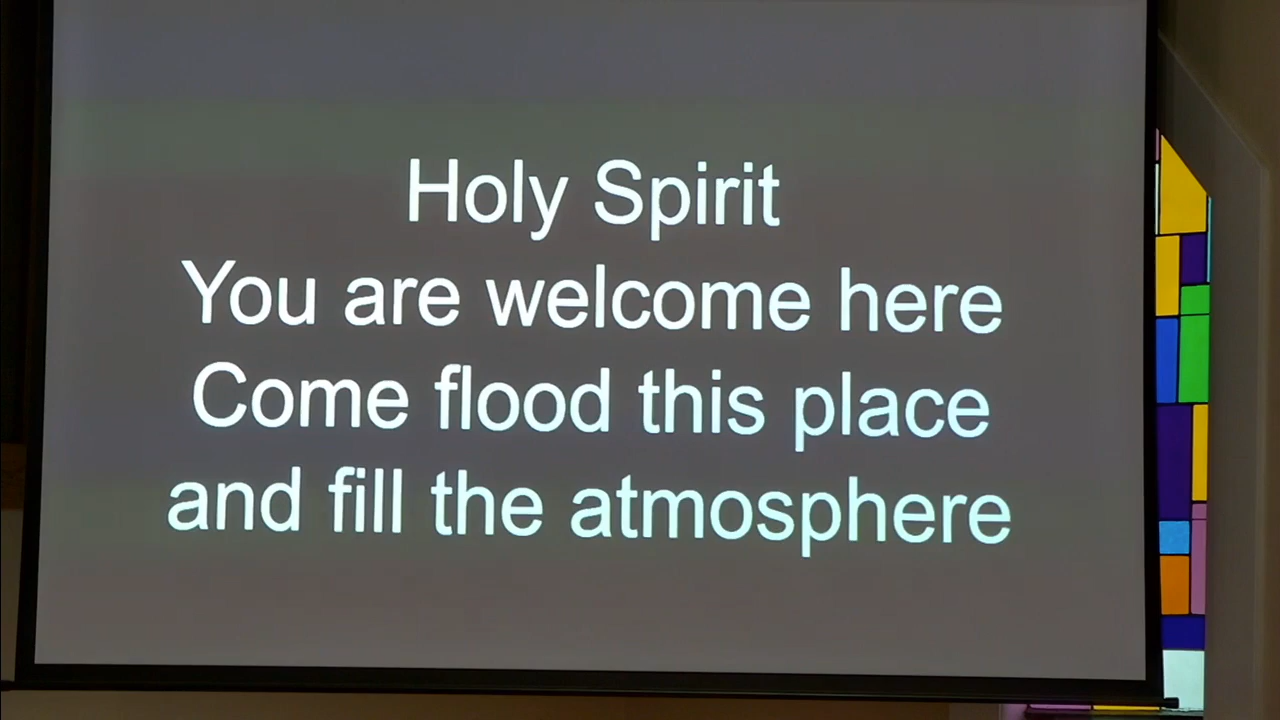 Holy Spirit
You are welcome here
Come flood this place
and fill the atmosphere